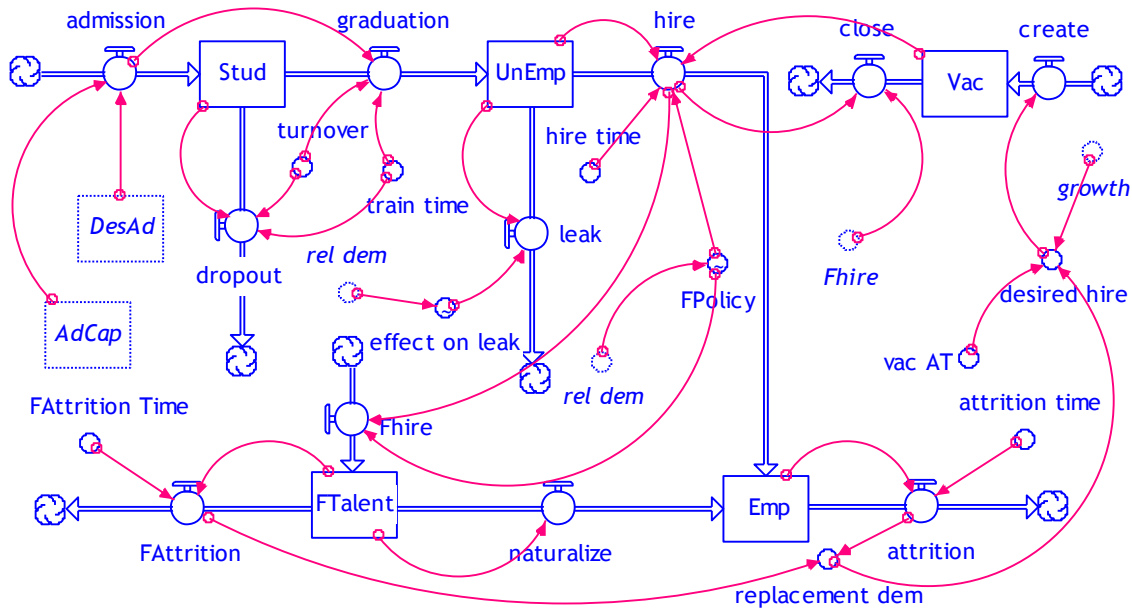 admission
graduation
hire
close
create
Stud
UnEmp
Vac
turnover
hire time
growth
train time
DesAd
rel dem
leak
dropout
Fhire
FPolicy
desired hire
AdCap
effect on leak
vac AT
rel dem
FAttrition Time
Fhire
attrition time
FTalent
Emp
FAttrition
naturalize
attrition
replacement dem